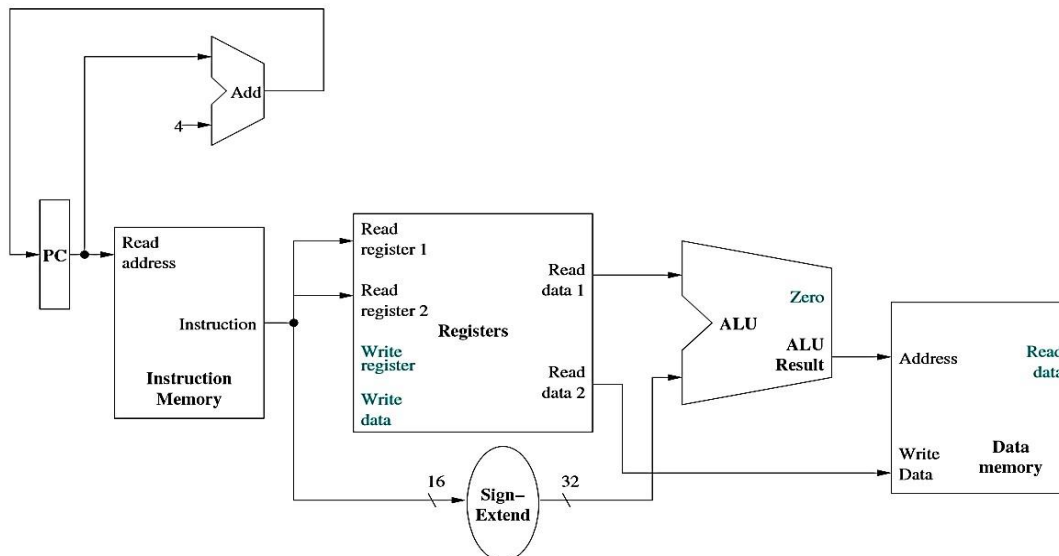 Add
4
PC
Read
address
Instruction
Instruction
Memory
Read
register 1
Read
register 2
Registers
Write
register
Write
data
Read
data 1
Read
data 2
16
Sign-
Extend
32
Zero
ALU
ALU
Result
Address
Read
data
Write
Data
Data
memory